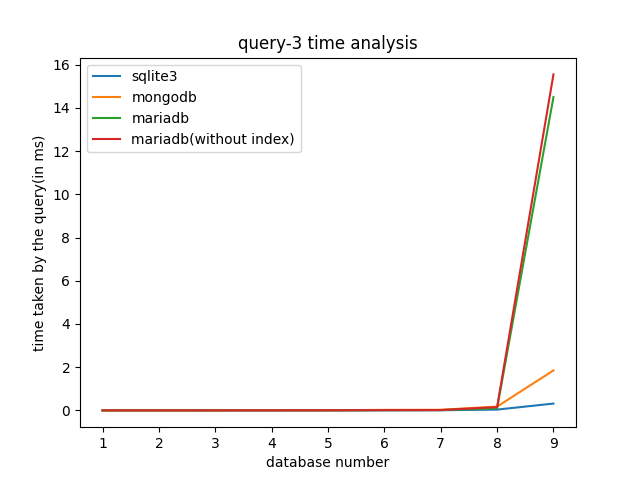 query-3 time analysis
sqlite3
mongodb
mariadb
mariadb(without index)
time taken by the query(in ms)
16
14
12
10
8
6
4
2
0
1 2 3 4 5 6 7 8 9
database number